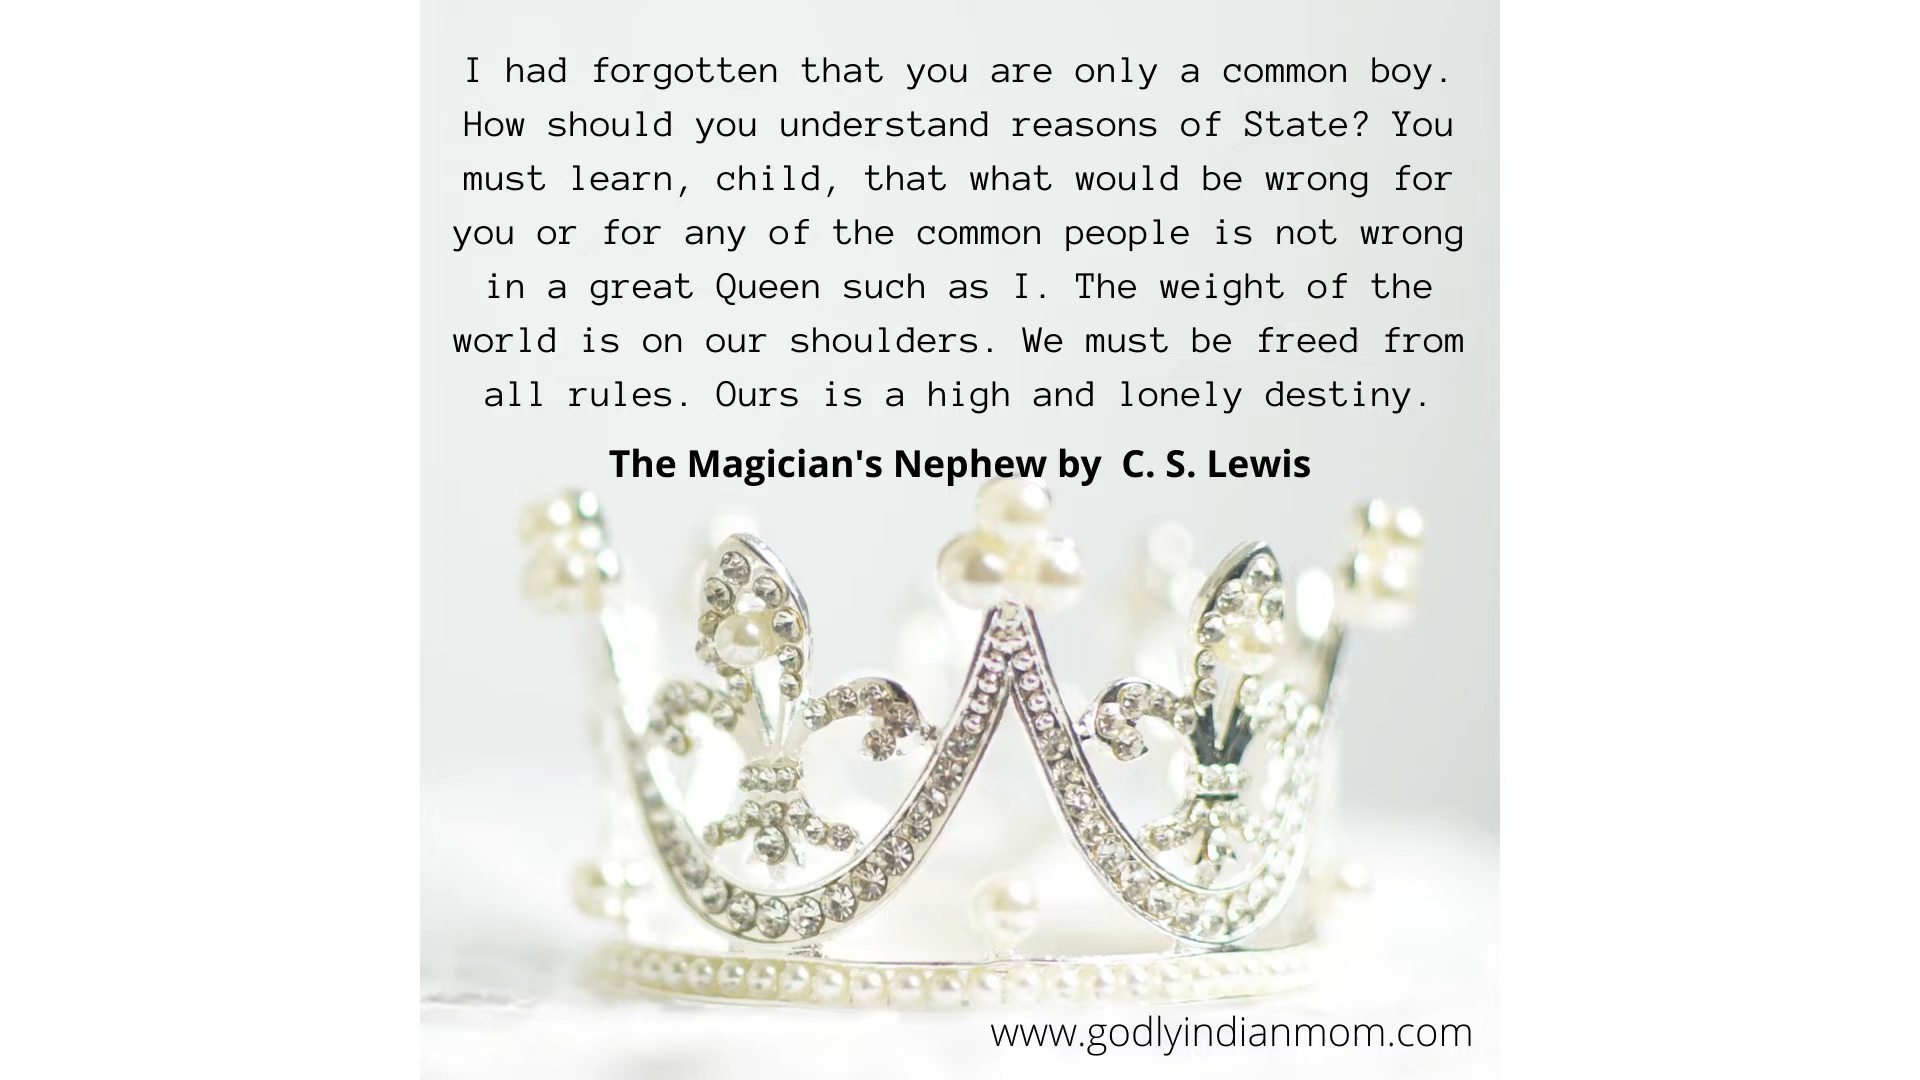 I had forgotten that you are only a common boy.
How should you understand reasons of State? You
must learn, child, that what would be wrong for
you or for any of the common people is not wrong
in a great Queen such as I. The weight of the
world is on our shoulders. We must be freed from
all rules. Ours is a high and lonely destiny.
The Magician's Nephew by C. S. Lewis
www.godlyindianmom.com